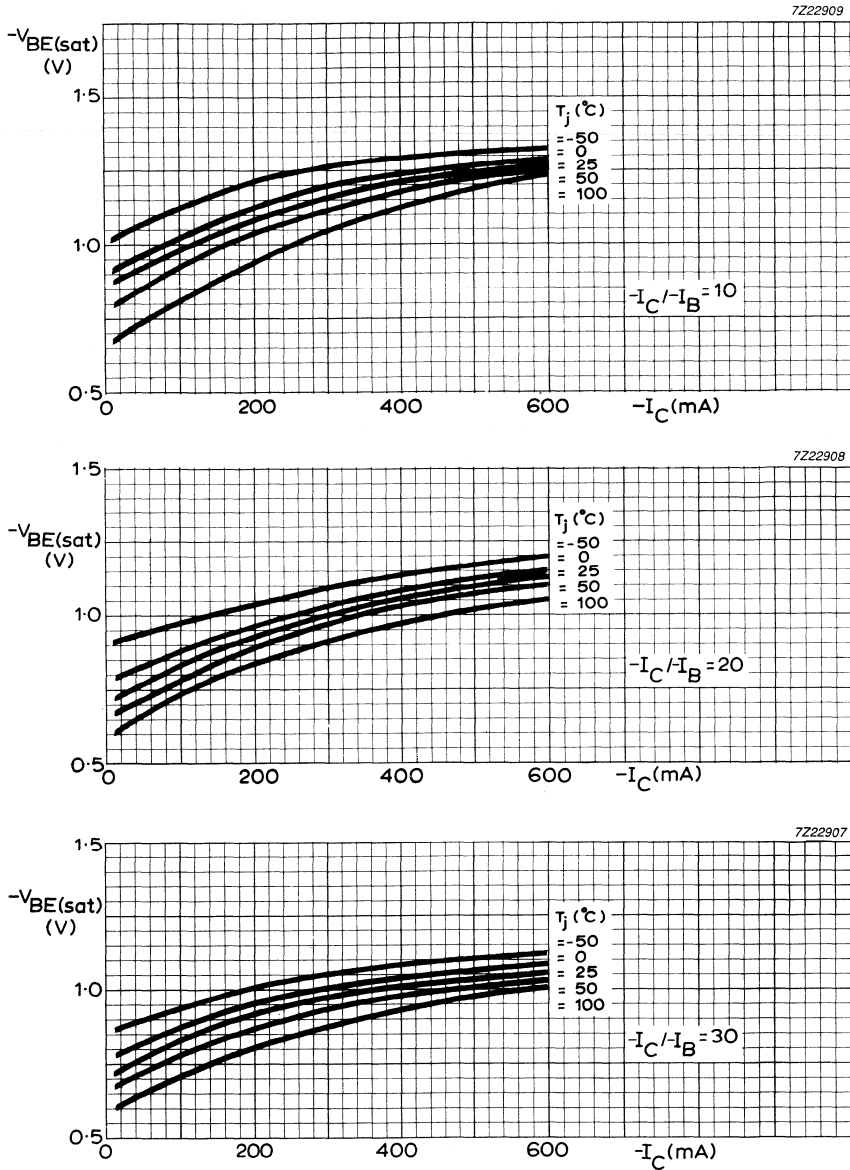 7Z22909
-VBE(sat)
(V)
1·5
1·0
0·5
Tj (°C)
=-50
= 0
= 25
= 50
= 100
-IC/-IB = 10
0
200
400
600
-IC(mA)
7Z22908
1·5
-VBE(sat)
(V)
1·0
0·5
Tj (°C)
=-50
= 0
= 25
= 50
= 100
-IC/-IB = 20
0
200
400
600
-IC(mA)
7Z22907
1·5
-VBE(sat)
(V)
1·0
0·5
Tj (°C)
=-50
= 0
= 25
= 50
= 100
-IC/-IB = 30
0
200
400
600
-IC(mA)